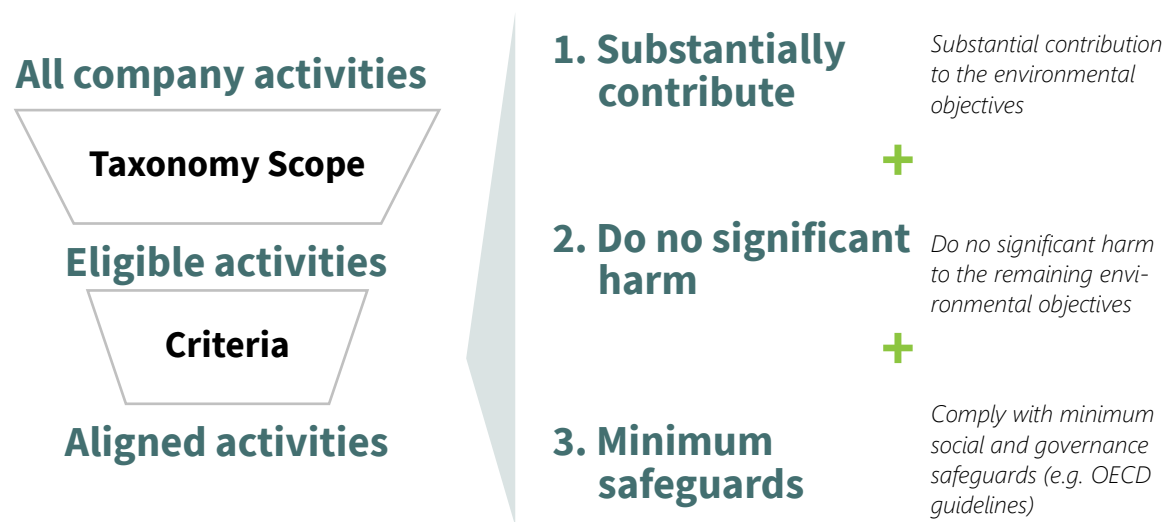 All company activities
Taxonomy Scope
Eligible activities
Criteria
Aligned activities
1. Substantially
contribute
Substantial contribution
to the environmental
objectives
+
2. Do no significant
harm
Do no significant harm
to the remaining envi-
ronmental objectives
+
3. Minimum
safeguards
Comply with minimum
social and governance
safeguards (e.g. OECD
guidelines)